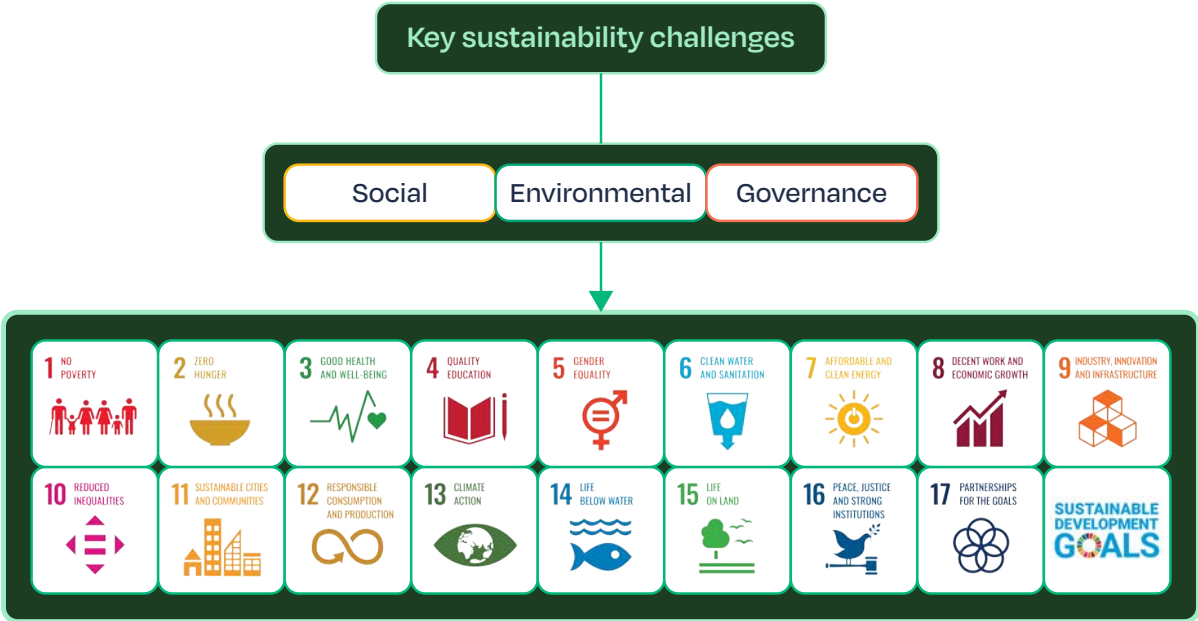 Key sustainability challenges
Social
Environmental
Governance
1 NO
POVERTY
2 ZERO
HUNGER
3 GOOD HEALTH
AND WELL-BEING
4 QUALITY
EDUCATION
5 GENDER
EQUALITY
6 CLEAN WATER
AND SANITATION
7 AFFORDABLE AND
CLEAN ENERGY
8 DECENT WORK AND
ECONOMIC GROWTH
9 INDUSTRY, INNOVATION
AND INFRASTRUCTURE
10 REDUCED
INEQUALITIES
11 SUSTAINABLE CITIES
AND COMMUNITIES
12 RESPONSIBLE
CONSUMPTION
AND PRODUCTION
13 CLIMATE
ACTION
14 LIFE
BELOW WATER
15 LIFE
ON LAND
16 PEACE, JUSTICE
AND STRONG
INSTITUTIONS
17 PARTNERSHIPS
FOR THE GOALS
SUSTAINABLE
DEVELOPMENT
GOALS